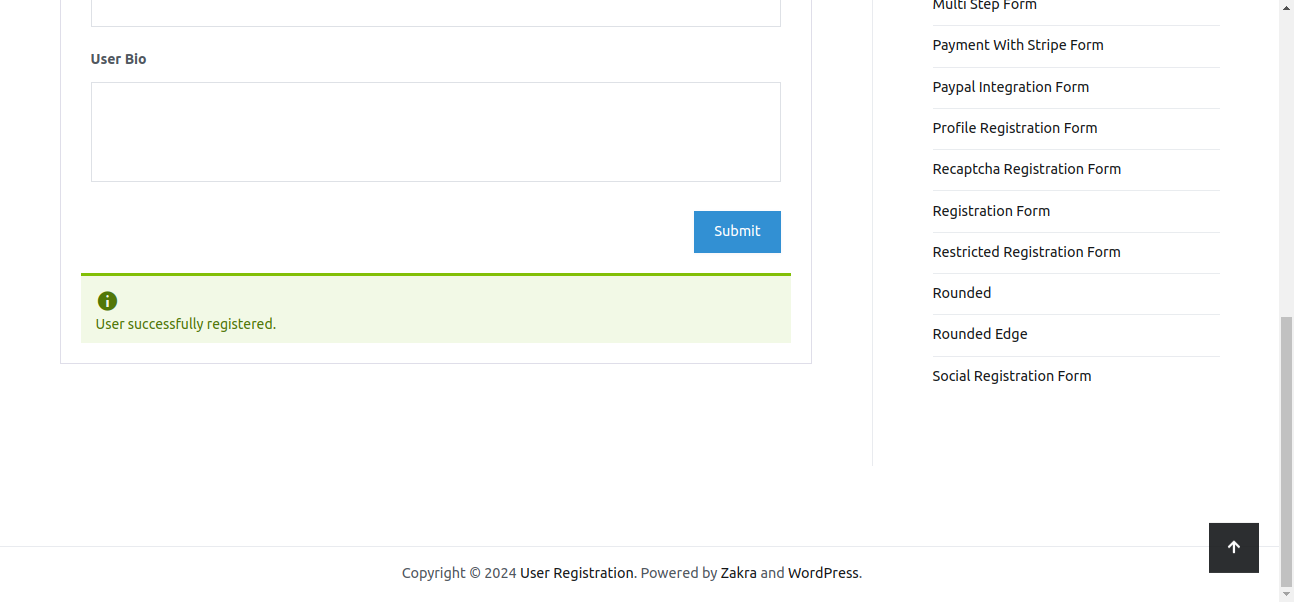 User Bio
Submit
User successfully registered.
Multi Step Form
Payment With Stripe Form
Paypal Integration Form
Profile Registration Form
Recaptcha Registration Form
Registration Form
Restricted Registration Form
Rounded
Rounded Edge
Social Registration Form
Copyright © 2024 User Registration. Powered by Zakra and WordPress.